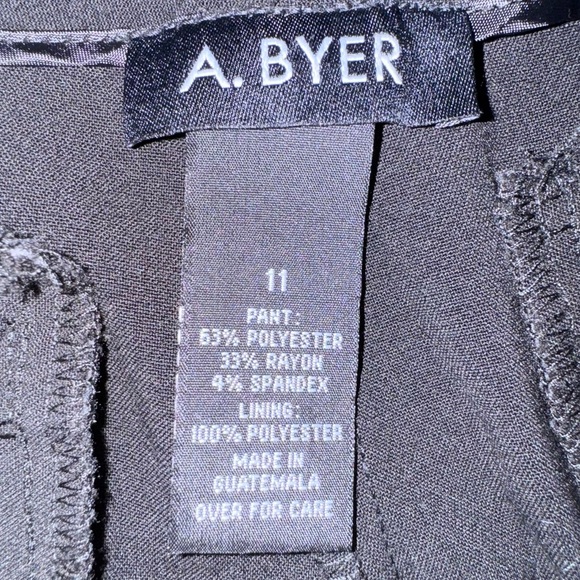 A. BYER
11
PANT:
63% POLYESTER
33% RAYON
4% SPANDEX
LINING:
100% POLYESTER
MADE IN
GUATEMALA
OVER FOR CARE